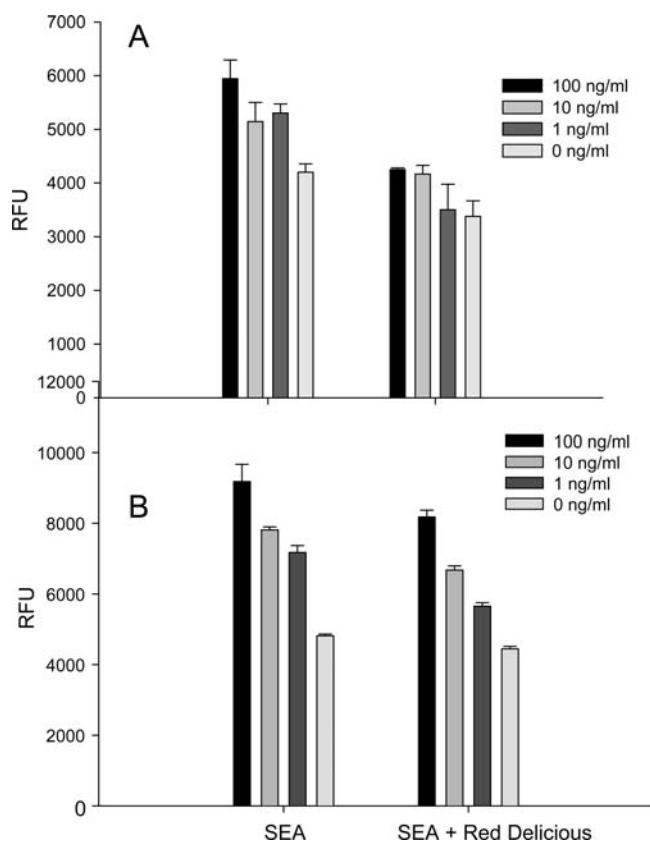 A
7000
6000
5000
4000
3000
2000
1000
0
RFU
100 ng/ml
10 ng/ml
1 ng/ml
0 ng/ml
B
12000
10000
8000
6000
4000
2000
0
RFU
100 ng/ml
10 ng/ml
1 ng/ml
0 ng/ml
SEA
SEA + Red Delicious